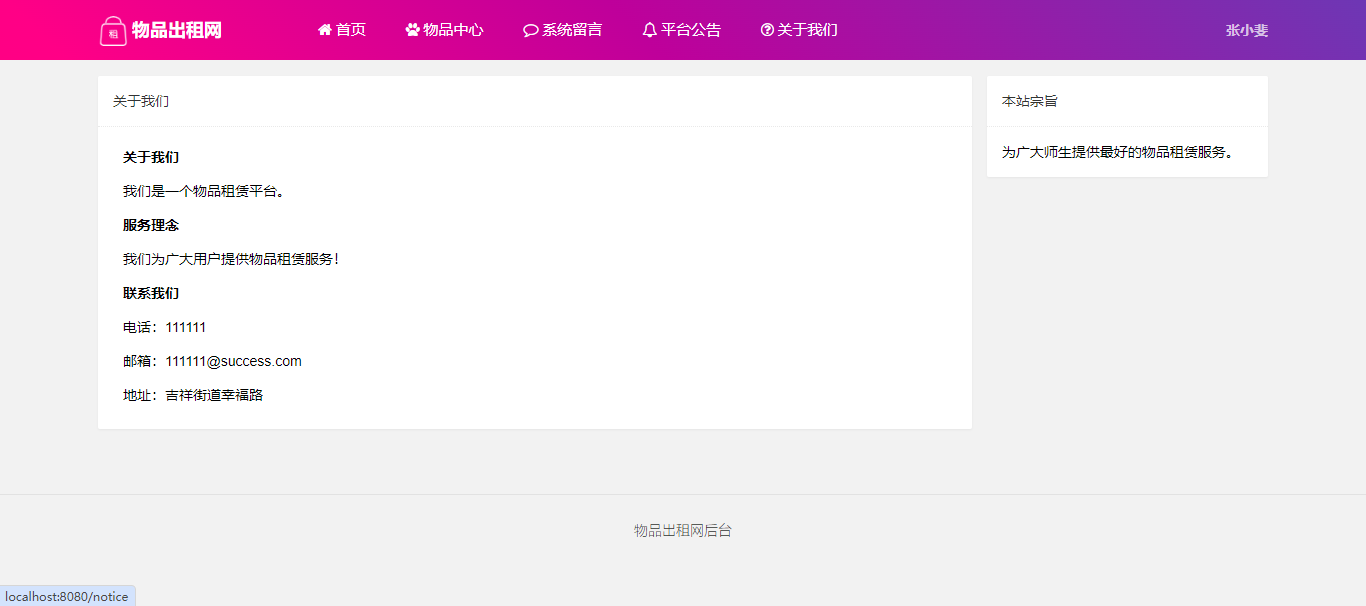 租 物品出租网 首页 物品中心 系统留言 平台公告 关于我们 张小斐
关于我们
关于我们
我们是一个物品租赁平台。
服务理念
我们为广大用户提供物品租赁服务！
联系我们
电话：111111
邮箱：111111@success.com
地址：吉祥街道幸福路
本站宗旨
为广大师生提供最好的物品租赁服务。
物品出租网后台
localhost:8080/notice